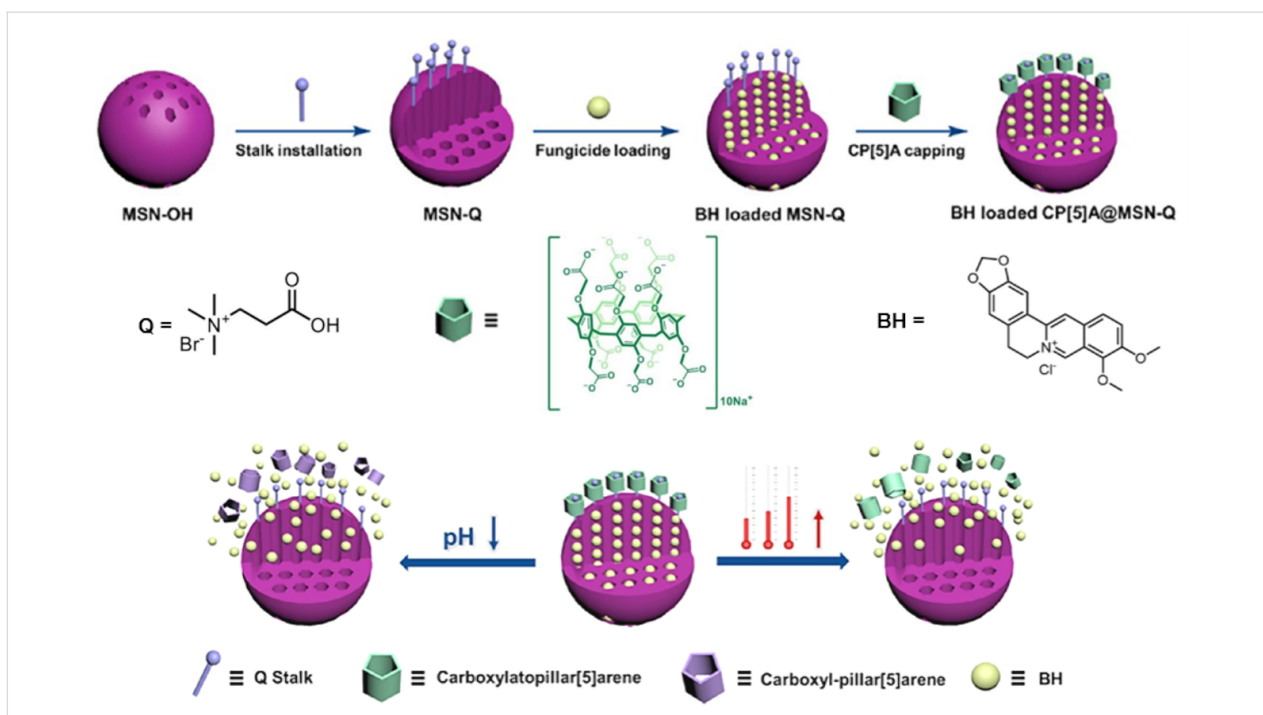 Stalk installation
Fungicide loading
CP[5]A capping
MSN-OH
MSN-Q
BH loaded MSN-Q
BH loaded CP[5]A@MSN-Q
Q =
N+
Br-
O
OH
≡
O-
O
10Na+
BH =
O
O
N+
Cl-
O
O
pH
≡ Q Stalk
≡ Carboxylatopillar[5]arene
≡ Carboxyl-pillar[5]arene
≡ BH